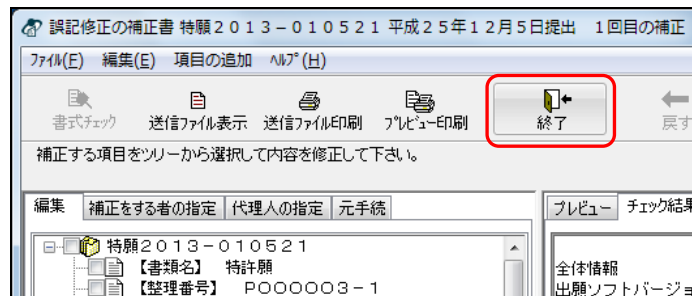 誤記修正の補正書 特願２０１３－０１０５２１ 平成２５年１２月５日提出　１回目の補正
ﾌｧｲﾙ(F)　編集(E)　項目の追加　ﾍﾙﾌﾟ(H)
書式ﾁｪｯｸ　送信ﾌｧｲﾙ表示　送信ﾌｧｲﾙ印刷　ﾌﾟﾚﾋﾞｭｰ印刷　終了　戻す
補正する項目をツリーから選択して内容を修正して下さい。
編集　補正をする者の指定　代理人の指定　元手続　プレビュー　チェック結果
特願２０１３－０１０５２１
【書類名】　特許願　全体情報
【整理番号】　Ｐ０００００３－１　出願ソフトバージョ